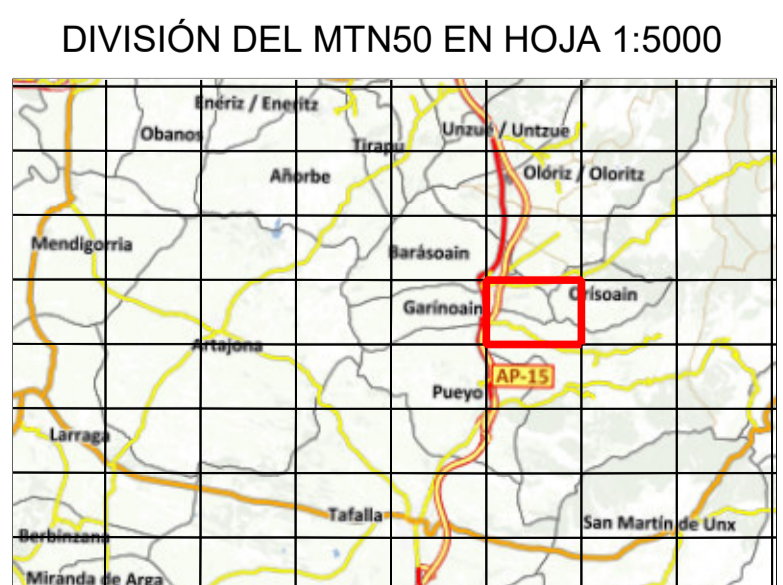 DIVISIÓN DEL MTN50 EN HOJA 1:5000
Enériz / Eneritz
Obanos
Unzué / Untzue
Tirapu
Añorbe
Olóriz / Oloritz
Mendigorria
Barásoain
Orisoain
Garínoain
Artajona
AP-15
Pueyo
Larraga
Tafalla
San Martín de Unx
Berbinzana
Miranda de Arga